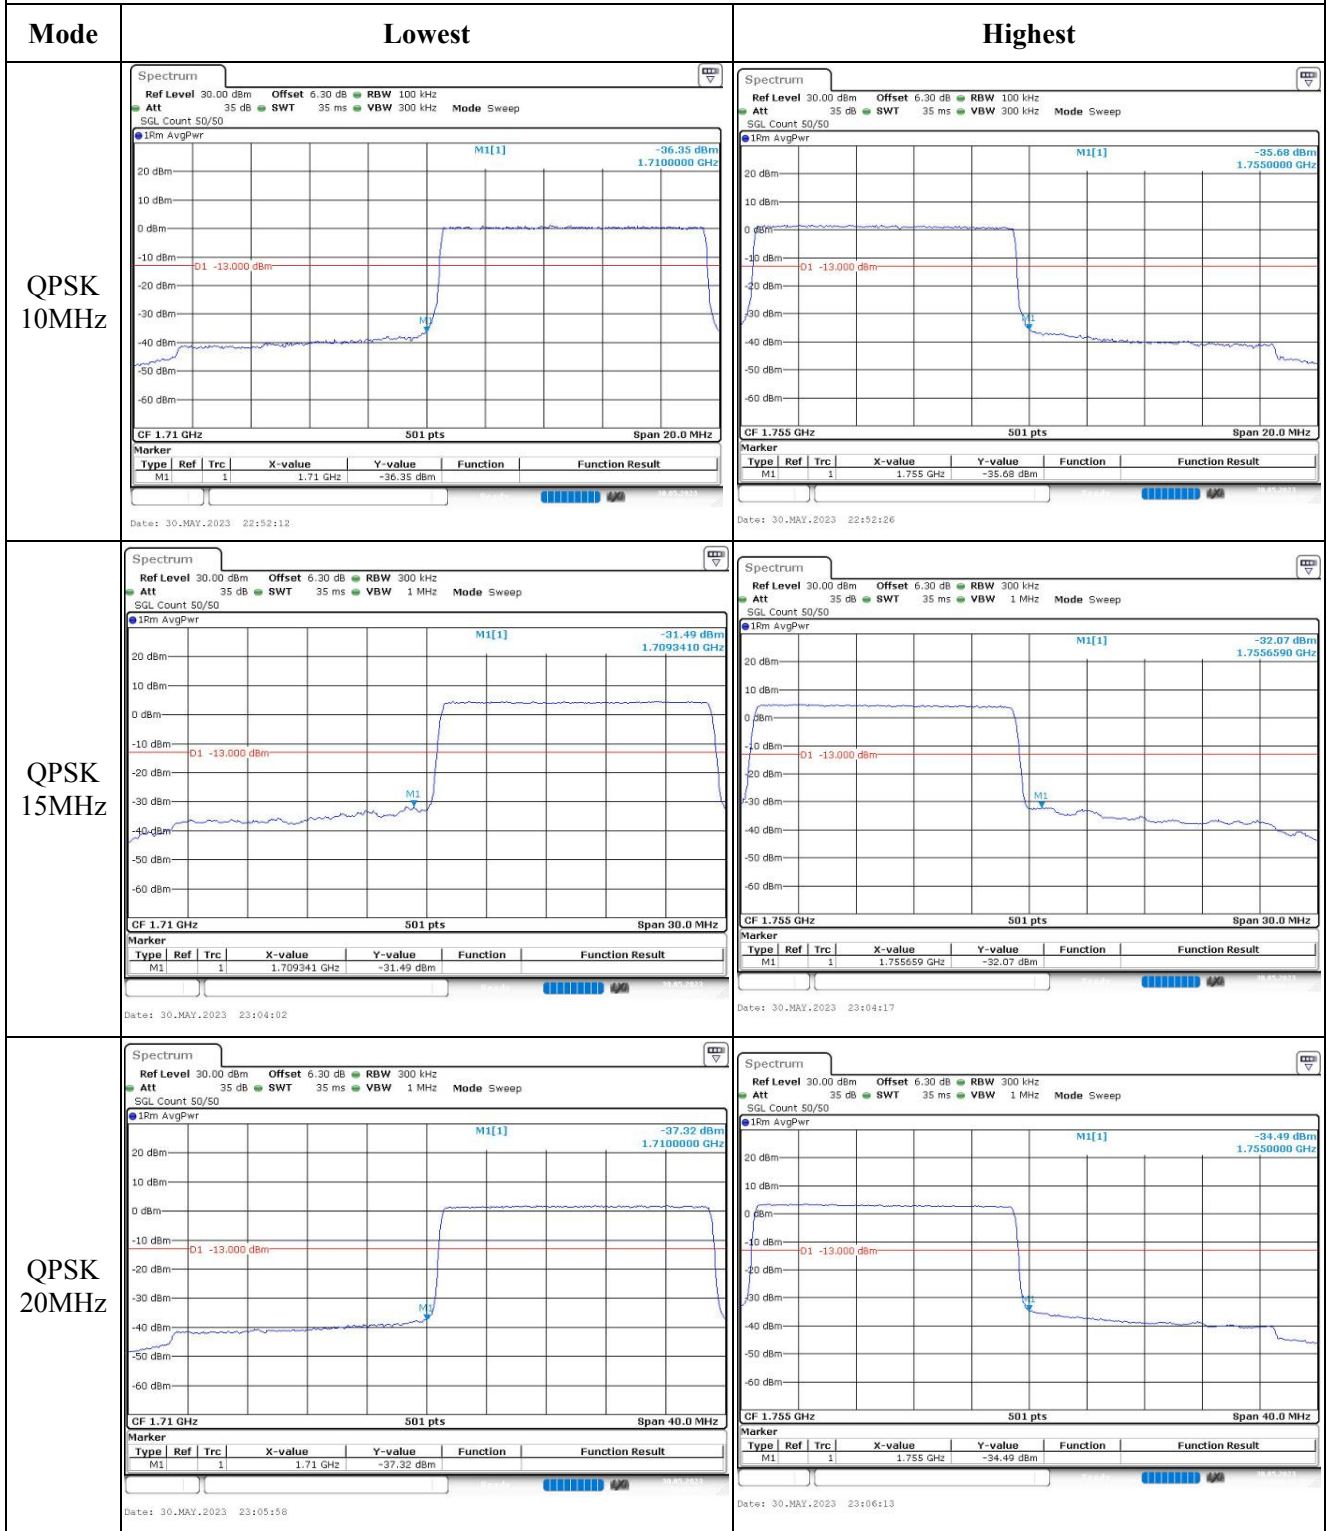 Mode Lowest Highest
QPSK
10MHz
Spectrum
Ref Level 30.00 dBm Offset 6.30 dB RBW 100 kHz
Att 35 dB SWT 35 ms VBW 300 kHz Mode Sweep
SGL Count 50/50
1Rm AvgPwr
M1[1] -36.35 dBm
1.7100000 GHz
20 dBm
10 dBm
0 dBm
-10 dBm
D1 -13.000 dBm
-20 dBm
-30 dBm
M1
-40 dBm
-50 dBm
-60 dBm
CF 1.71 GHz 501 pts Span 20.0 MHz
Marker
Type Ref Trc X-value Y-value Function Function Result
M1 1 1.71 GHz -36.35 dBm
Date: 30.MAY.2023 22:52:12
Spectrum
Ref Level 30.00 dBm Offset 6.30 dB RBW 100 kHz
Att 35 dB SWT 35 ms VBW 300 kHz Mode Sweep
SGL Count 50/50
1Rm AvgPwr
M1[1] -35.68 dBm
1.7550000 GHz
20 dBm
10 dBm
0 dBm
-10 dBm
D1 -13.000 dBm
-20 dBm
-30 dBm
M1
-40 dBm
-50 dBm
-60 dBm
CF 1.755 GHz 501 pts Span 20.0 MHz
Marker
Type Ref Trc X-value Y-value Function Function Result
M1 1 1.755 GHz -35.68 dBm
Date: 30.MAY.2023 22:52:26
QPSK
15MHz
Spectrum
Ref Level 30.00 dBm Offset 6.30 dB RBW 300 kHz
Att 35 dB SWT 35 ms VBW 1 MHz Mode Sweep
SGL Count 50/50
1Rm AvgPwr
M1[1] -31.49 dBm
1.7093410 GHz
20 dBm
10 dBm
0 dBm
-10 dBm
D1 -13.000 dBm
-20 dBm
-30 dBm
M1
-40 dBm
-50 dBm
-60 dBm
CF 1.71 GHz 501 pts Span 30.0 MHz
Marker
Type Ref Trc X-value Y-value Function Function Result
M1 1 1.709341 GHz -31.49 dBm
Date: 30.MAY.2023 23:04:02
Spectrum
Ref Level 30.00 dBm Offset 6.30 dB RBW 300 kHz
Att 35 dB SWT 35 ms VBW 1 MHz Mode Sweep
SGL Count 50/50
1Rm AvgPwr
M1[1] -32.07 dBm
1.7556590 GHz
20 dBm
10 dBm
0 dBm
-10 dBm
D1 -13.000 dBm
-20 dBm
-30 dBm
M1
-40 dBm
-50 dBm
-60 dBm
CF 1.755 GHz 501 pts Span 30.0 MHz
Marker
Type Ref Trc X-value Y-value Function Function Result
M1 1 1.755659 GHz -32.07 dBm
Date: 30.MAY.2023 23:04:17
QPSK
20MHz
Spectrum
Ref Level 30.00 dBm Offset 6.30 dB RBW 300 kHz
Att 35 dB SWT 35 ms VBW 1 MHz Mode Sweep
SGL Count 50/50
1Rm AvgPwr
M1[1] -37.32 dBm
1.7100000 GHz
20 dBm
10 dBm
0 dBm
-10 dBm
D1 -13.000 dBm
-20 dBm
-30 dBm
M1
-40 dBm
-50 dBm
-60 dBm
CF 1.71 GHz 501 pts Span 40.0 MHz
Marker
Type Ref Trc X-value Y-value Function Function Result
M1 1 1.71 GHz -37.32 dBm
Date: 30.MAY.2023 23:05:58
Spectrum
Ref Level 30.00 dBm Offset 6.30 dB RBW 300 kHz
Att 35 dB SWT 35 ms VBW 1 MHz Mode Sweep
SGL Count 50/50
1Rm AvgPwr
M1[1] -34.49 dBm
1.7550000 GHz
20 dBm
10 dBm
0 dBm
-10 dBm
D1 -13.000 dBm
-20 dBm
-30 dBm
M1
-40 dBm
-50 dBm
-60 dBm
CF 1.755 GHz 501 pts Span 40.0 MHz
Marker
Type Ref Trc X-value Y-value Function Function Result
M1 1 1.755 GHz -34.49 dBm
Date: 30.MAY.2023 23:06:13